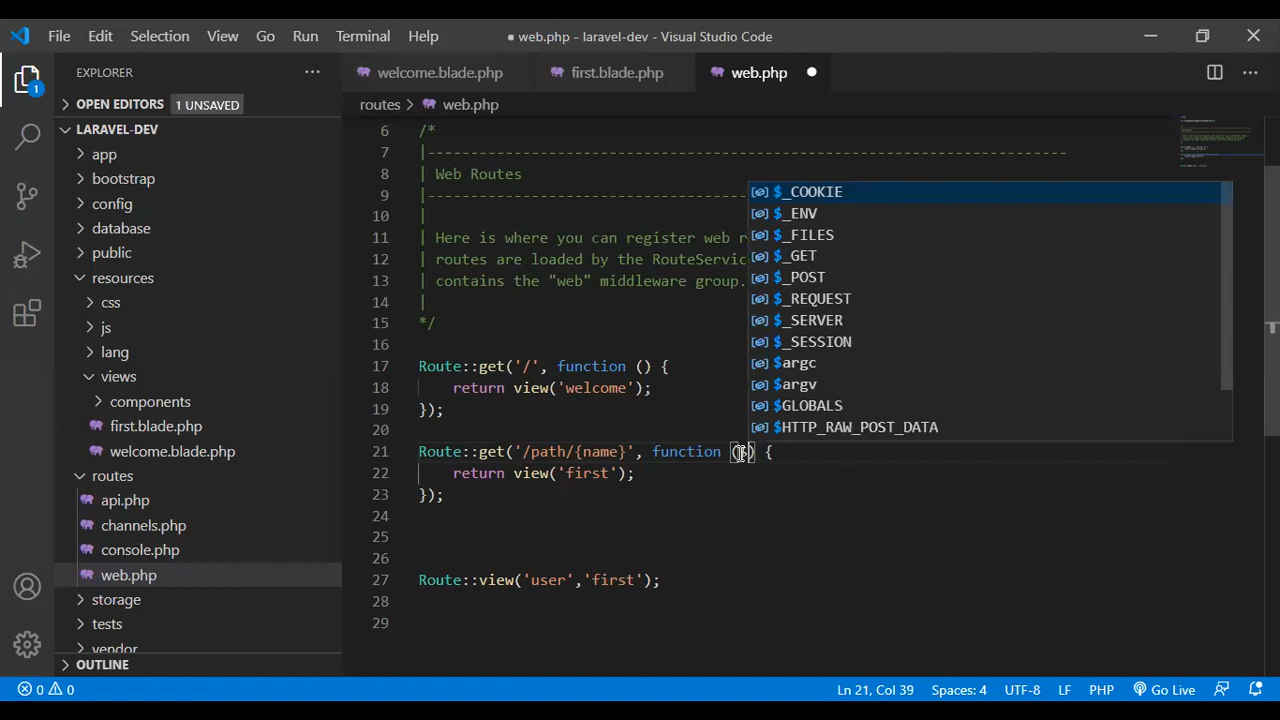 File Edit Selection View Go Run Terminal Help
● web.php - laravel-dev - Visual Studio Code
EXPLORER
welcome.blade.php
first.blade.php
web.php
OPEN EDITORS 1 UNSAVED
routes > web.php
LARAVEL-DEV
app
bootstrap
config
database
public
resources
css
js
lang
views
components
first.blade.php
welcome.blade.php
routes
api.php
channels.php
console.php
web.php
storage
tests
vendor
OUTLINE
1
6 /*
7 |--------------------------------------------------------------------------
8 | Web Routes
9 |--------------------------------------
10 |
11 | Here is where you can register web r
12 | routes are loaded by the RouteServic
13 | contains the "web" middleware group.
14 |
15 */
16
17 Route::get('/', function () {
18 return view('welcome');
19 });
20
21 Route::get('/path/{name}', function ($) {
22 return view('first');
23 });
24
25
26
27 Route::view('user','first');
28
29
$_COOKIE
$_ENV
$_FILES
$_GET
$_POST
$_REQUEST
$_SERVER
$_SESSION
$argc
$argv
$GLOBALS
$HTTP_RAW_POST_DATA
0 0 Ln 21, Col 39 Spaces: 4 UTF-8 LF PHP Go Live